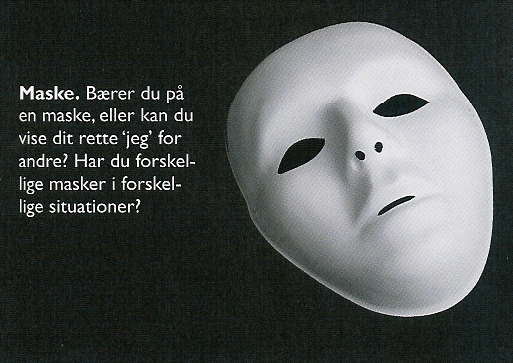 Maske. Bærer du på
en maske, eller kan du
vise dit rette ‘jeg’ for
andre? Har du forskel-
lige masker i forskel-
lige situationer?